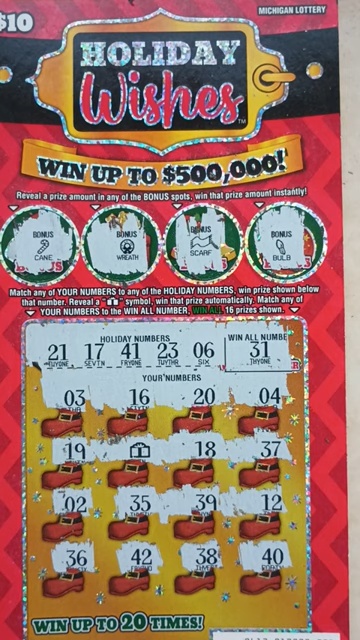 $10
MICHIGAN LOTTERY
HOLIDAY
Wishes™
WIN UP TO $500,000!
Reveal a prize amount in any of the BONUS spots, win that prize amount instantly!
BONUS BONUS BONUS BONUS
CANE WREATH SCARF BULB
Match any of YOUR NUMBERS to any of the HOLIDAY NUMBERS, win prize shown below
that number. Reveal a " " symbol, win that prize automatically. Match any of
YOUR NUMBERS to the WIN ALL NUMBER, WIN ALL 16 prizes shown.
HOLIDAY NUMBERS WIN ALL NUMBER
21 17 41 23 06 31
TWYONE SEVTN FRYONE TWYTHR SIX THYONE
YOUR NUMBERS
03 16 20 04
19 18 37
02 35 39 12
36 42 38 40
WIN UP TO 20 TIMES!